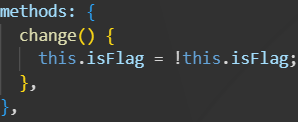 methods: {
  change() {
    this.isFlag = !this.isFlag;
  },
},